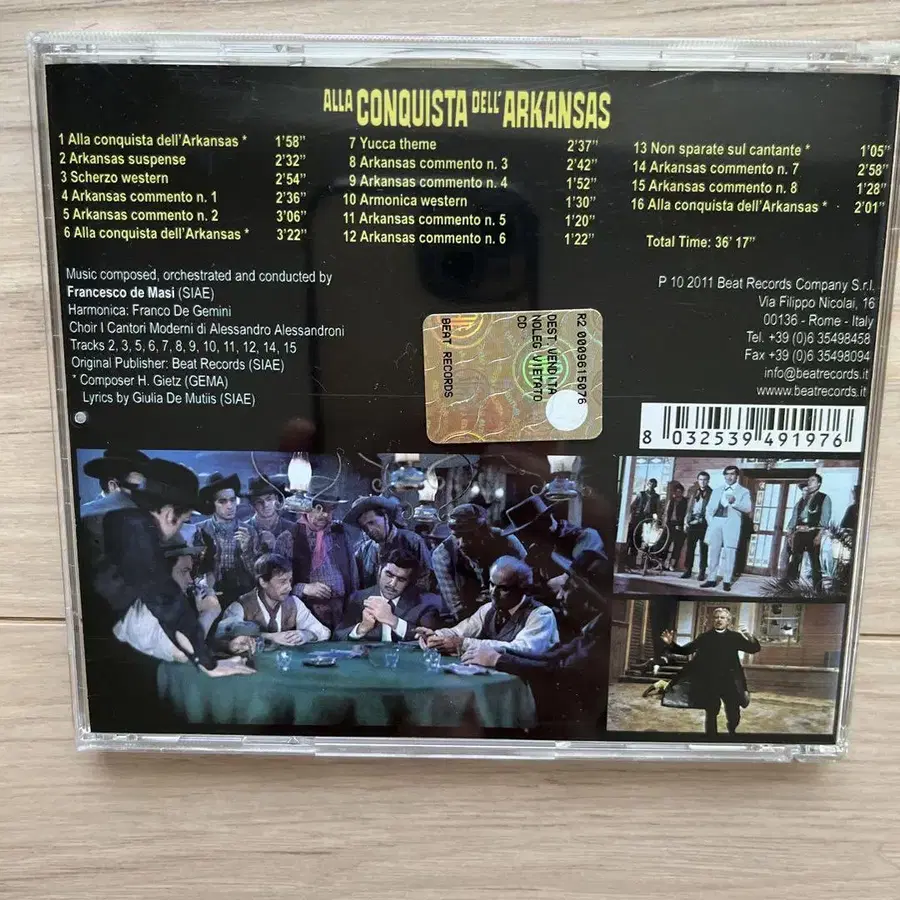 ALLA CONQUISTA DELL' ARKANSAS
1 Alla conquista dell'Arkansas * 1'58"
2 Arkansas suspense 2'32"
3 Scherzo western 2'54"
4 Arkansas commento n. 1 2'36"
5 Arkansas commento n. 2 3'06"
6 Alla conquista dell'Arkansas * 3'22"
7 Yucca theme 2'37"
8 Arkansas commento n. 3 2'42"
9 Arkansas commento n. 4 1'52"
10 Armonica western 1'30"
11 Arkansas commento n. 5 1'20"
12 Arkansas commento n. 6 1'22"
13 Non sparate sul cantante * 1'05"
14 Arkansas commento n. 7 2'58"
15 Arkansas commento n. 8 1'28"
16 Alla conquista dell'Arkansas * 2'01"
Total Time: 36' 17"
Music composed, orchestrated and conducted by
Francesco de Masi (SIAE)
Harmonica: Franco De Gemini
Choir I Cantori Moderni di Alessandro Alessandroni
Tracks 2, 3, 5, 6, 7, 8, 9, 10, 11, 12, 14, 15
Original Publisher: Beat Records (SIAE)
* Composer H. Gietz (GEMA)
Lyrics by Giulia De Mutiis (SIAE)
P 10 2011 Beat Records Company S.r.l.
Via Filippo Nicolai, 16
00136 - Rome - Italy
Tel. +39 (0)6 35498458
Fax +39 (0)6 35498094
info@beatrecords.it
www.beatrecords.it
R2 0009615076
DEST. VENDITA
NOLEG VIETATO
CD
BEAT RECORDS
8 032539 491976